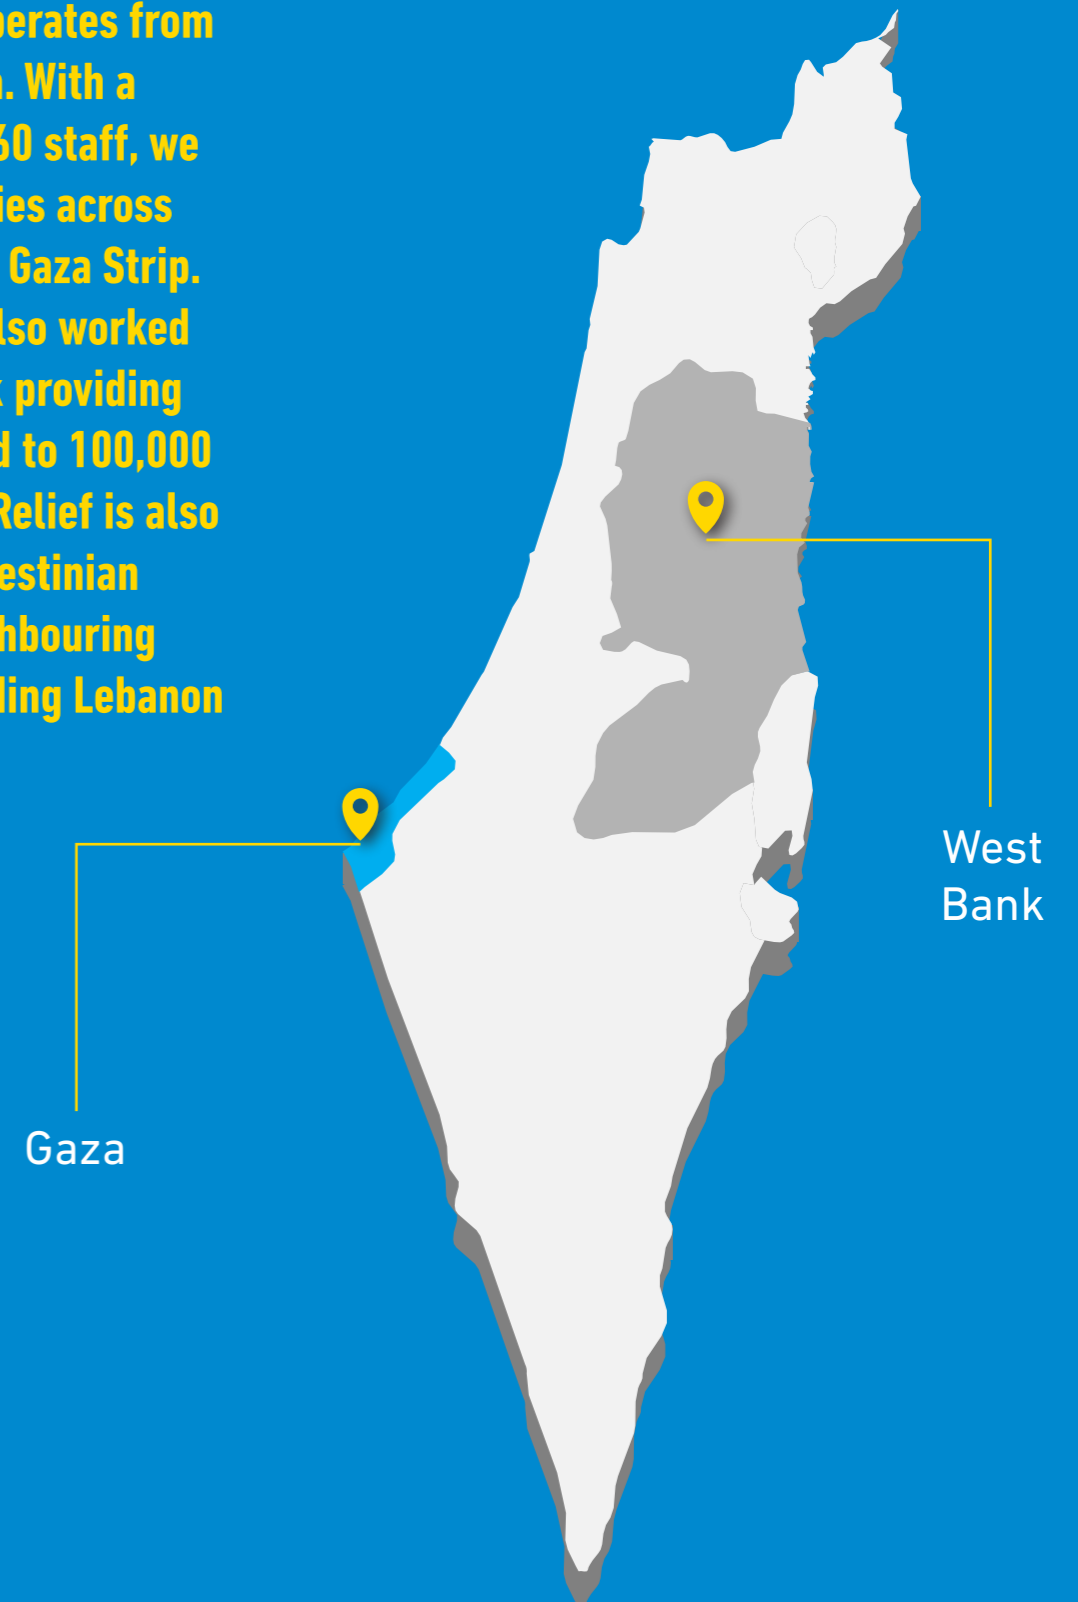 perates from
. With a
60 staff, we
ies across
Gaza Strip.
lso worked
providing
d to 100,000
Relief is also
estinian
hbouring
ding Lebanon
West
Bank
Gaza